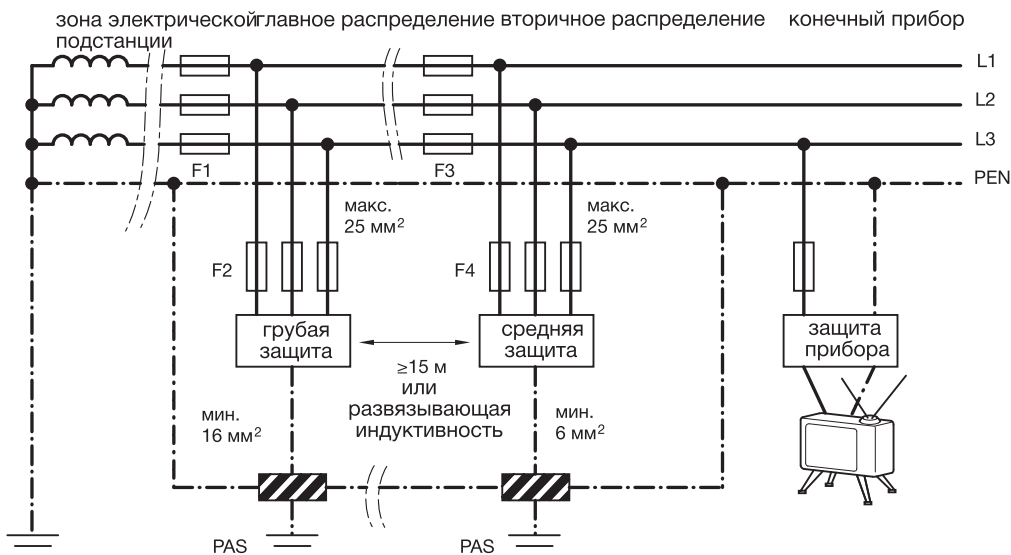 зона электрической
подстанции
главное распределение
вторичное распределение
конечный прибор
L1
L2
L3
PEN
F1
F3
макс.
25 мм²
макс.
25 мм²
F2
F4
грубая
защита
средняя
защита
защита
прибора
≥15 м
или
развязывающая
индуктивность
мин.
16 мм²
мин.
6 мм²
PAS
PAS